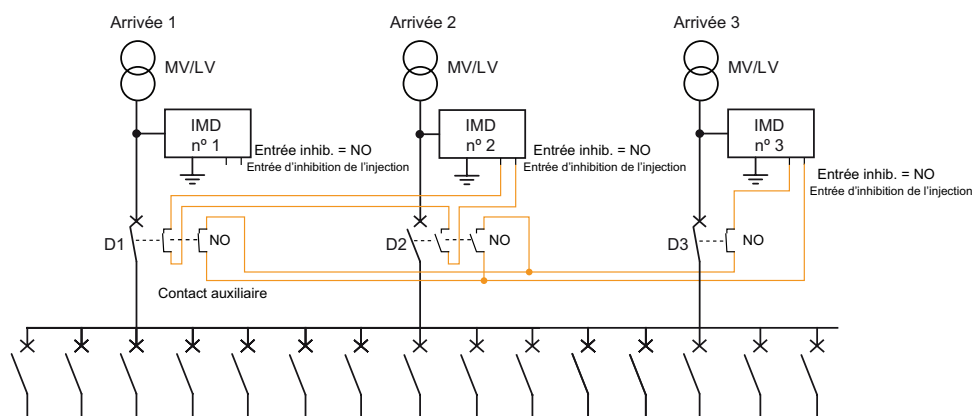 Arrivée 1
Arrivée 2
Arrivée 3
MV/LV
MV/LV
MV/LV
IMD
nº 1
Entrée inhib. = NO
Entrée d'inhibition de l'injection
IMD
nº 2
Entrée inhib. = NO
Entrée d'inhibition de l'injection
IMD
nº 3
Entrée inhib. = NO
Entrée d'inhibition de l'injection
D1
NO
D2
NO
D3
NO
Contact auxiliaire